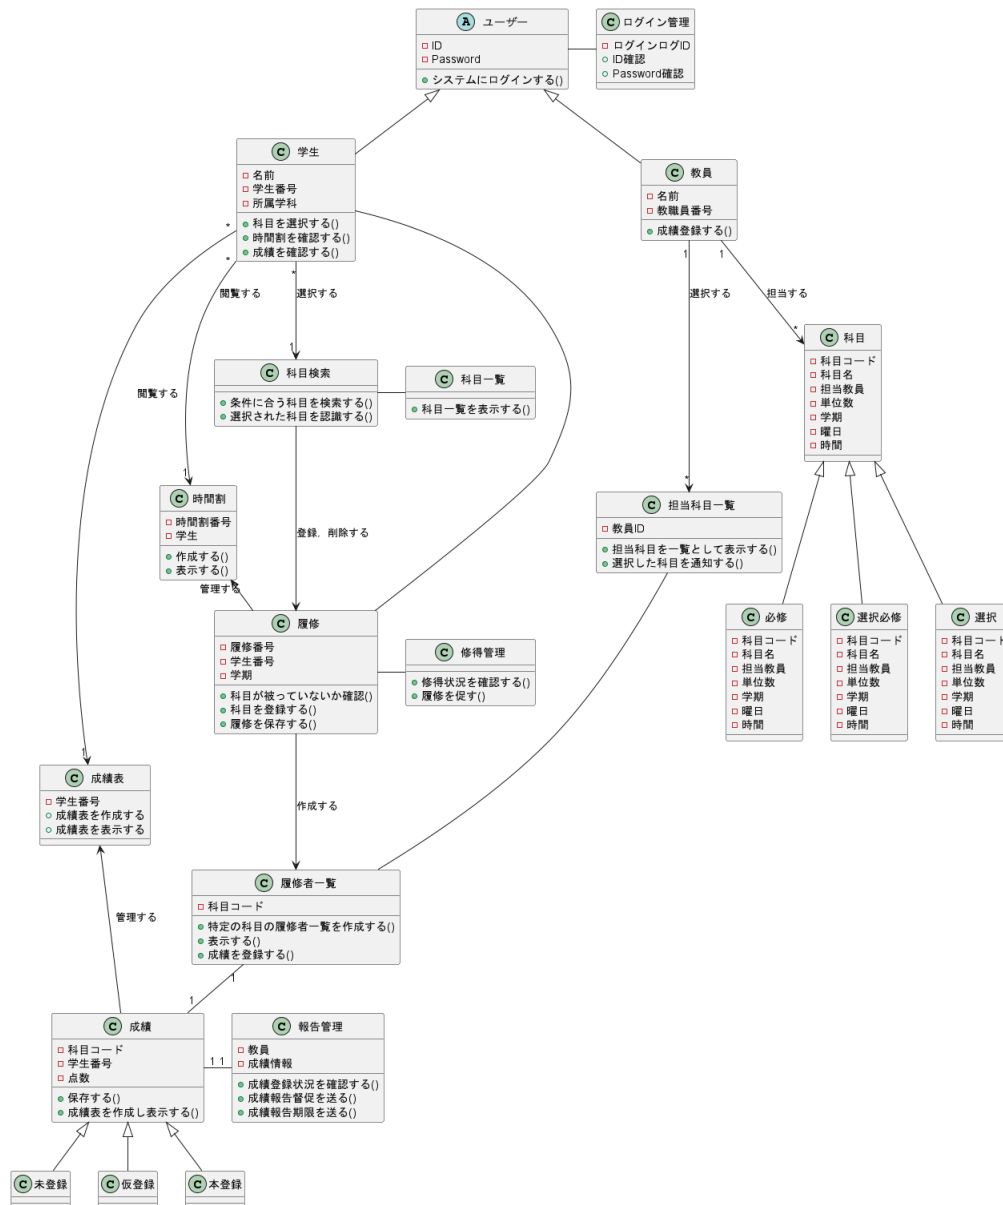 A ユーザー
ID
Password
システムにログインする()
C ログイン管理
ログインログID
ID確認
Password確認
C 学生
名前
学生番号
所属学科
科目を選択する()
時間割を確認する()
成績を確認する()
C 教員
名前
教職員番号
成績登録する()
*
*
*
1
1
閲覧する
選択する
選択する
担当する
1
*
C 科目
科目コード
科目名
担当教員
単位数
学期
曜日
時間
C 科目検索
条件に合う科目を検索する()
選択された科目を認識する()
C 科目一覧
科目一覧を表示する()
閲覧する
1
*
C 時間割
時間割番号
学生
作成する()
表示する()
登録，削除する
C 担当科目一覧
教員ID
担当科目を一覧として表示する()
選択した科目を通知する()
管理する
C 履修
履修番号
学生番号
学期
科目が被っていないか確認()
科目を登録する()
履修を保存する()
C 修得管理
修得状況を確認する()
履修を促す()
C 必修
科目コード
科目名
担当教員
単位数
学期
曜日
時間
C 選択必修
科目コード
科目名
担当教員
単位数
学期
曜日
時間
C 選択
科目コード
科目名
担当教員
単位数
学期
曜日
時間
1
C 成績表
学生番号
成績表を作成する
成績表を表示する
作成する
C 履修者一覧
科目コード
特定の科目の履修者一覧を作成する()
表示する()
成績を登録する()
管理する
1
1
C 成績
科目コード
学生番号
点数
保存する()
成績表を作成し表示する()
1 1
C 報告管理
教員
成績情報
成績登録状況を確認する()
成績報告督促を送る()
成績報告期限を送る()
C 未登録
C 仮登録
C 本登録